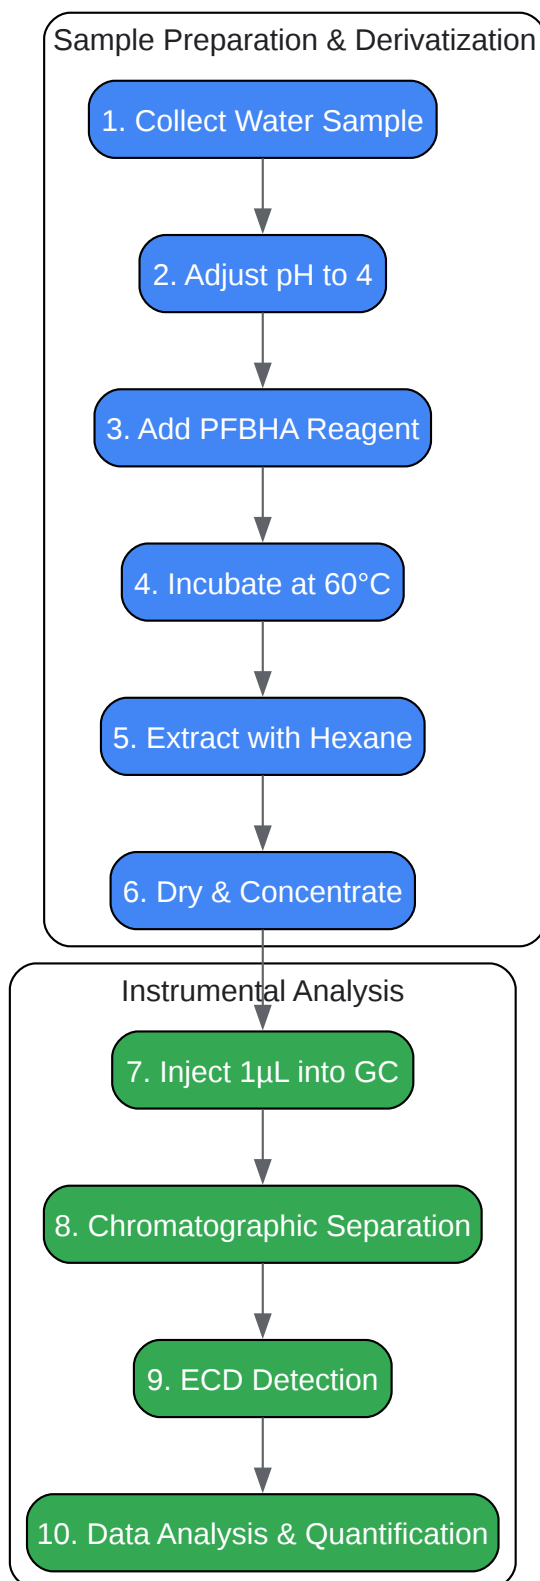 Sample Preparation & Derivatization
1. Collect Water Sample
2. Adjust pH to 4
3. Add PFBHA Reagent
4. Incubate at 60°C
5. Extract with Hexane
6. Dry & Concentrate
Instrumental Analysis
7. Inject 1µL into GC
8. Chromatographic Separation
9. ECD Detection
10. Data Analysis & Quantification